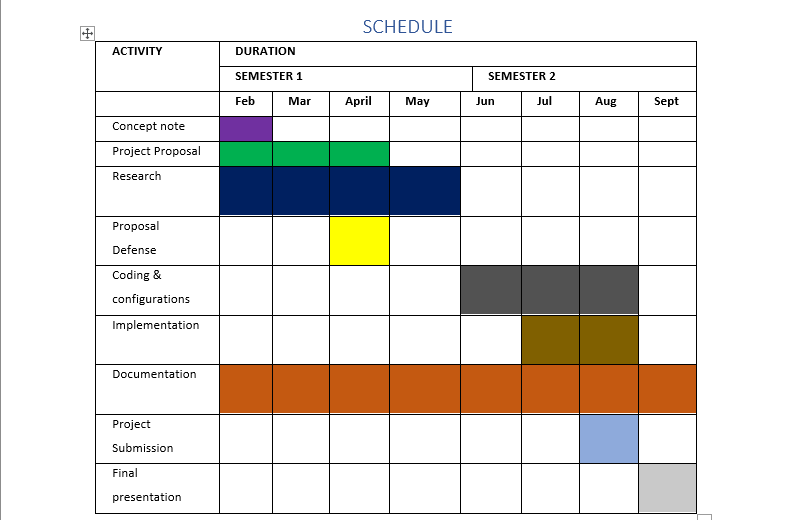 SCHEDULE
ACTIVITY DURATION
SEMESTER 1 SEMESTER 2
Feb Mar April May Jun Jul Aug Sept
Concept note
Project Proposal
Research
Proposal
Defense
Coding &
configurations
Implementation
Documentation
Project
Submission
Final
presentation